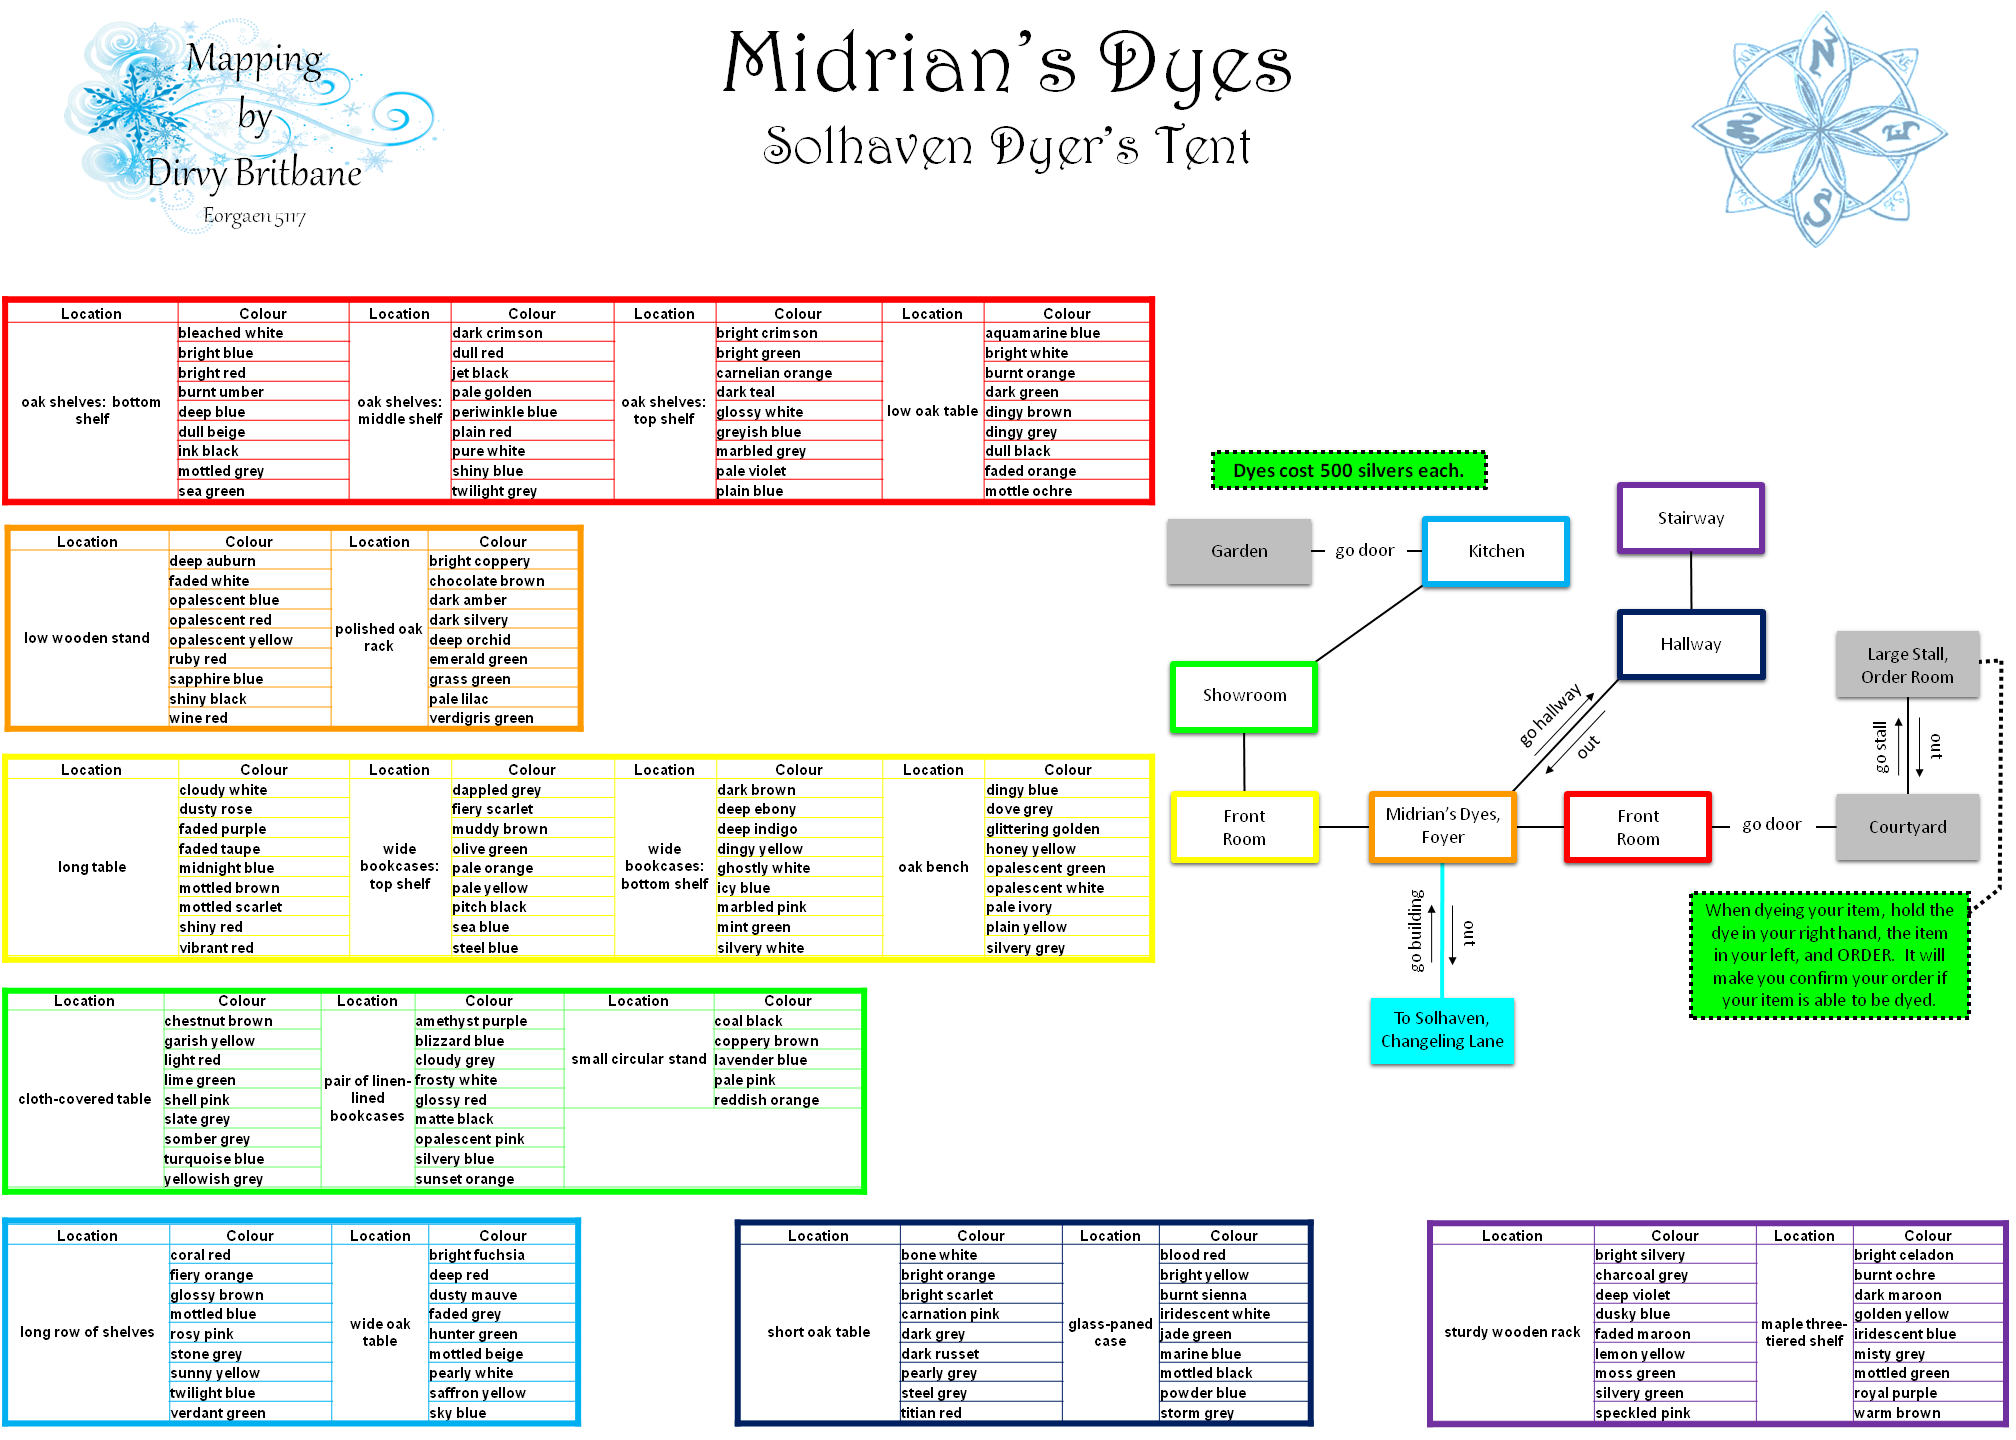 Mapping
by
Dirvy Britbane
Eorgaen 5117
Midrian's Dyes
Solhaven Dyer's Tent
N
E
S
W
Location Colour Location Colour Location Colour Location Colour
oak shelves: bottom shelf
bleached white
bright blue
bright red
burnt umber
deep blue
dull beige
ink black
mottled grey
sea green
oak shelves:
middle shelf
dark crimson
dull red
jet black
pale golden
periwinkle blue
plain red
pure white
shiny blue
twilight grey
oak shelves:
top shelf
bright crimson
bright green
carnelian orange
dark teal
glossy white
greyish blue
marbled grey
pale violet
plain blue
low oak table
aquamarine blue
bright white
burnt orange
dark green
dingy brown
dingy grey
dull black
faded orange
mottle ochre
Location Colour Location Colour
low wooden stand
deep auburn
faded white
opalescent blue
opalescent red
opalescent yellow
ruby red
sapphire blue
shiny black
wine red
polished oak
rack
bright coppery
chocolate brown
dark amber
dark silvery
deep orchid
emerald green
grass green
pale lilac
verdigris green
Location Colour Location Colour Location Colour Location Colour
long table
cloudy white
dusty rose
faded purple
faded taupe
midnight blue
mottled brown
mottled scarlet
shiny red
vibrant red
wide
bookcases:
top shelf
dappled grey
fiery scarlet
muddy brown
olive green
pale orange
pale yellow
pitch black
sea blue
steel blue
wide
bookcases:
bottom shelf
dark brown
deep ebony
deep indigo
dingy yellow
ghostly white
icy blue
marbled pink
mint green
silvery white
oak bench
dingy blue
dove grey
glittering golden
honey yellow
opalescent green
opalescent white
pale ivory
plain yellow
silvery grey
Location Colour Location Colour Location Colour
cloth-covered table
chestnut brown
garish yellow
light red
lime green
shell pink
slate grey
somber grey
turquoise blue
yellowish grey
pair of linen-
lined
bookcases
amethyst purple
blizzard blue
cloudy grey
frosty white
glossy red
matte black
opalescent pink
silvery blue
sunset orange
small circular stand
coal black
coppery brown
lavender blue
pale pink
reddish orange
Location Colour Location Colour
long row of shelves
coral red
fiery orange
glossy brown
mottled blue
rosy pink
stone grey
sunny yellow
twilight blue
verdant green
wide oak
table
bright fuchsia
deep red
dusty mauve
faded grey
hunter green
mottled beige
pearly white
saffron yellow
sky blue
Location Colour Location Colour
short oak table
bone white
bright orange
bright scarlet
carnation pink
dark grey
dark russet
pearly grey
steel grey
titian red
glass-paned
case
blood red
bright yellow
burnt sienna
iridescent white
jade green
marine blue
mottled black
powder blue
storm grey
Location Colour Location Colour
sturdy wooden rack
bright silvery
charcoal grey
deep violet
dusky blue
faded maroon
lemon yellow
moss green
silvery green
speckled pink
maple three-
tiered shelf
bright celadon
burnt ochre
dark maroon
golden yellow
iridescent blue
misty grey
mottled green
royal purple
warm brown
Dyes cost 500 silvers each.
Garden
go door
Kitchen
Stairway
Hallway
Showroom
go hallway
out
Large Stall,
Order Room
go stall
out
Front
Room
Midrian's Dyes,
Foyer
Front
Room
go door
Courtyard
go building
out
To Solhaven,
Changeling Lane
When dyeing your item, hold the
dye in your right hand, the item
in your left, and ORDER. It will
make you confirm your order if
your item is able to be dyed.